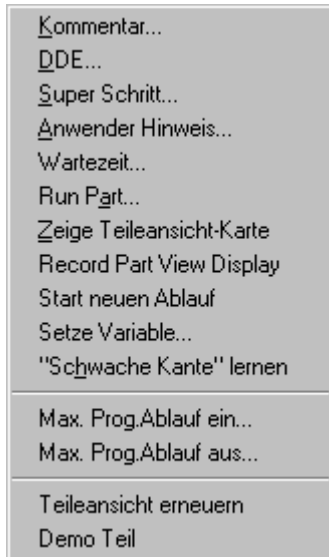 Kommentar...
DDE...
Super Schritt...
Anwender Hinweis...
Wartezeit...
Run Part...
Zeige Teileansicht-Karte
Record Part View Display
Start neuen Ablauf
Setze Variable...
"Schwache Kante" lernen
Max. Prog.Ablauf ein...
Max. Prog.Ablauf aus...
Teileansicht erneuern
Demo Teil